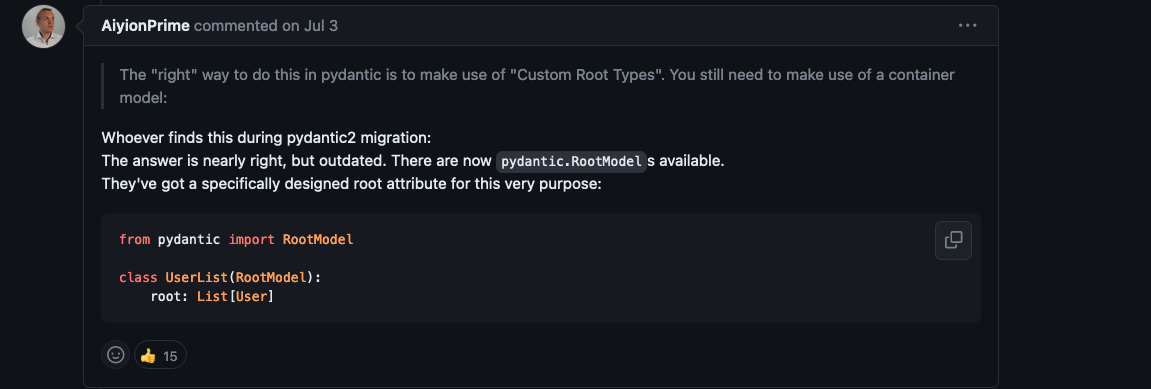 AiyionPrime commented on Jul 3
The "right" way to do this in pydantic is to make use of "Custom Root Types". You still need to make use of a container
model:
Whoever finds this during pydantic2 migration:
The answer is nearly right, but outdated. There are now pydantic.RootModels available.
They've got a specifically designed root attribute for this very purpose:
from pydantic import RootModel
class UserList(RootModel):
    root: List[User]
15